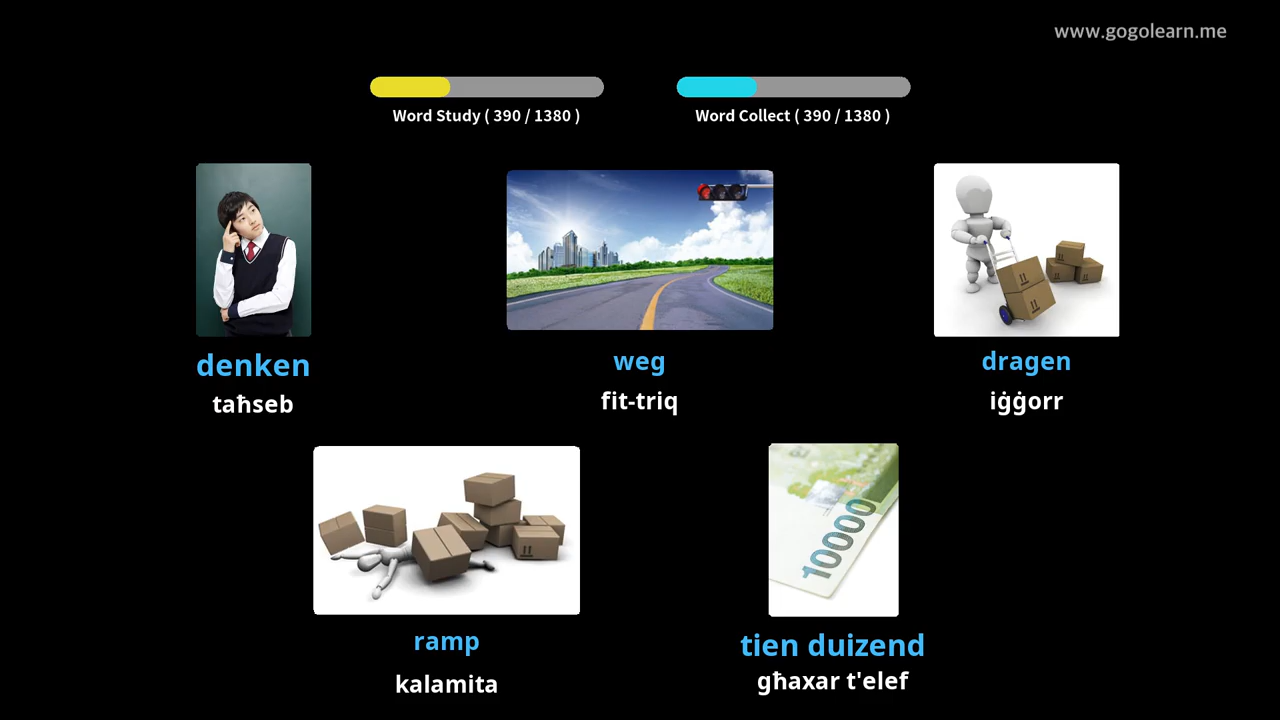 www.gogolearn.me
Word Study ( 390 / 1380 )
Word Collect ( 390 / 1380 )
denken
taħseb
weg
fit-triq
dragen
iġġorr
ramp
kalamita
10000
tien duizend
għaxar t'elef